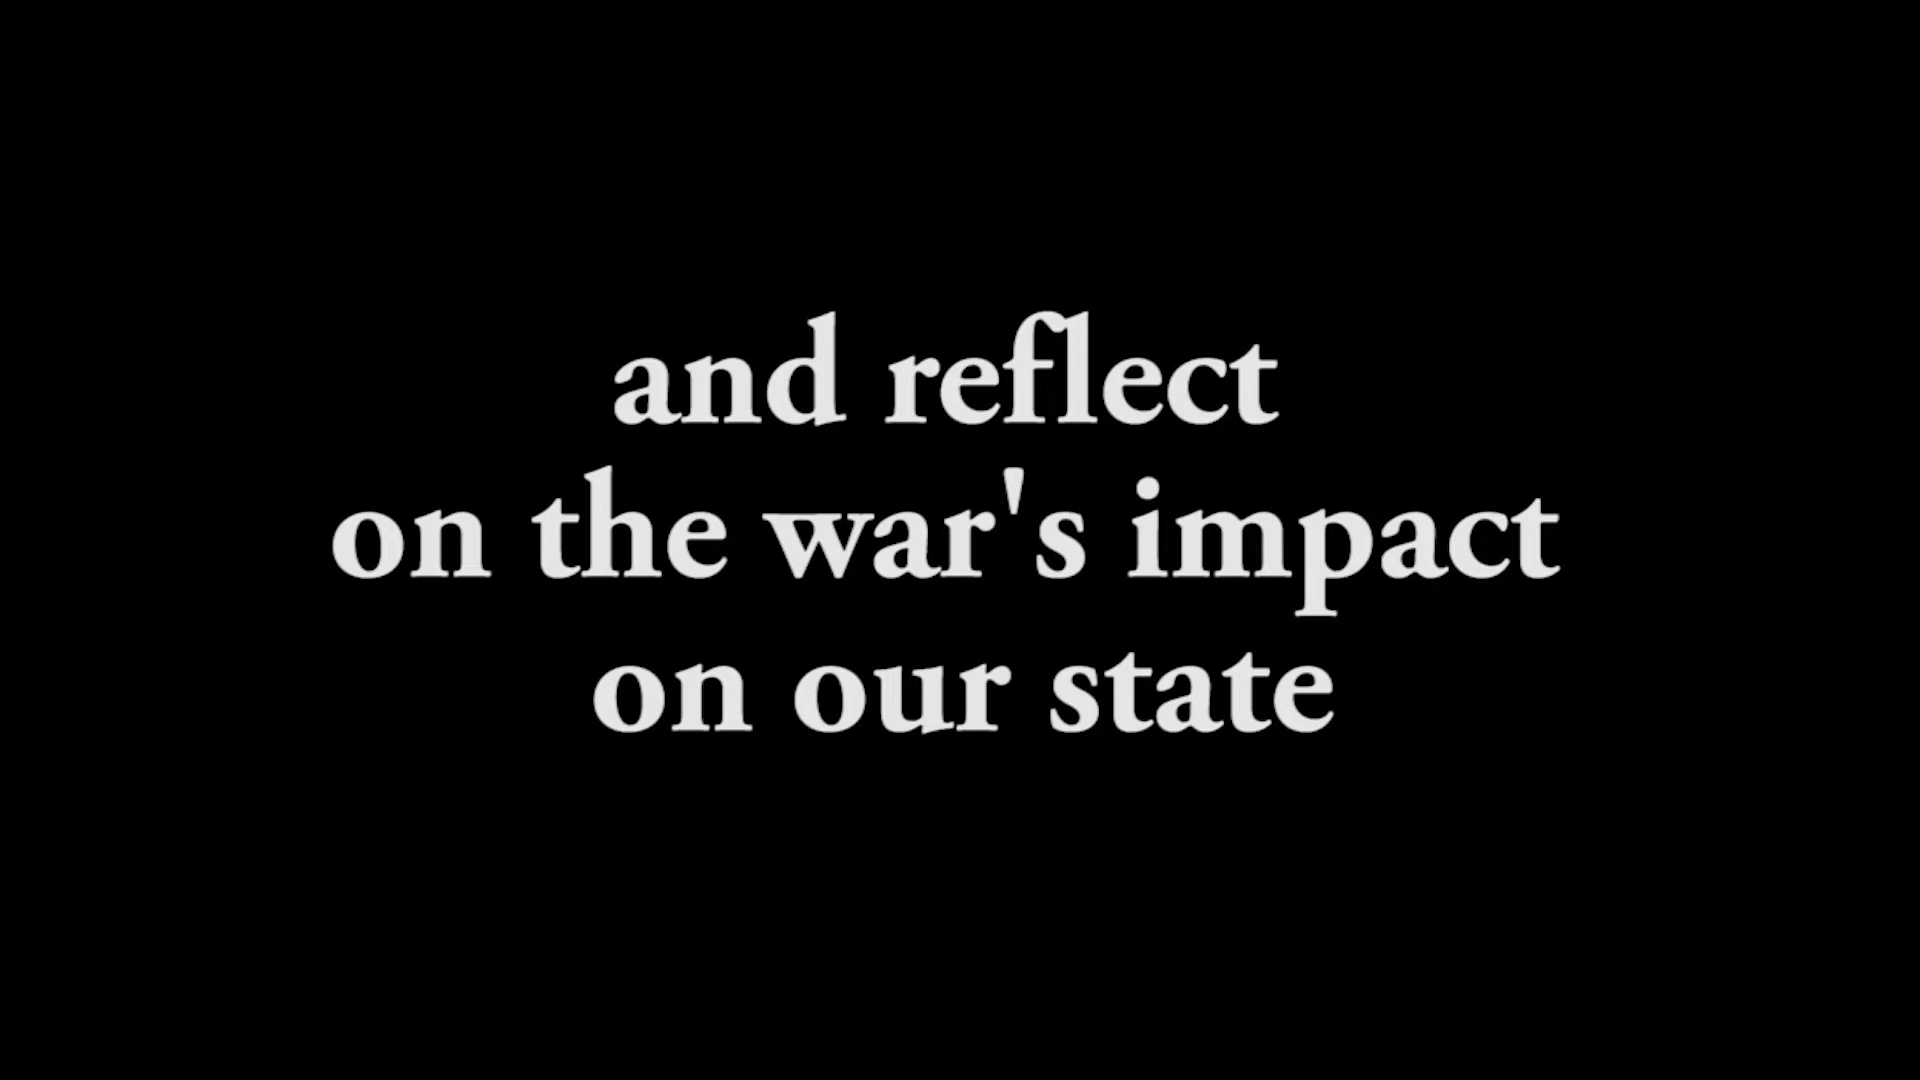 and reflect
on the war's impact
on our state